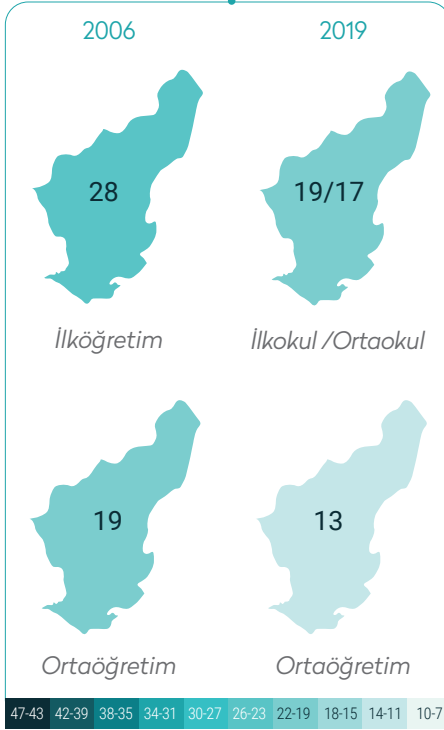 2006 2019
28 19/17
İlköğretim İlkokul /Ortaokul
19 13
Ortaöğretim Ortaöğretim
47-43 42-39 38-35 34-31 30-27 26-23 22-19 18-15 14-11 10-7